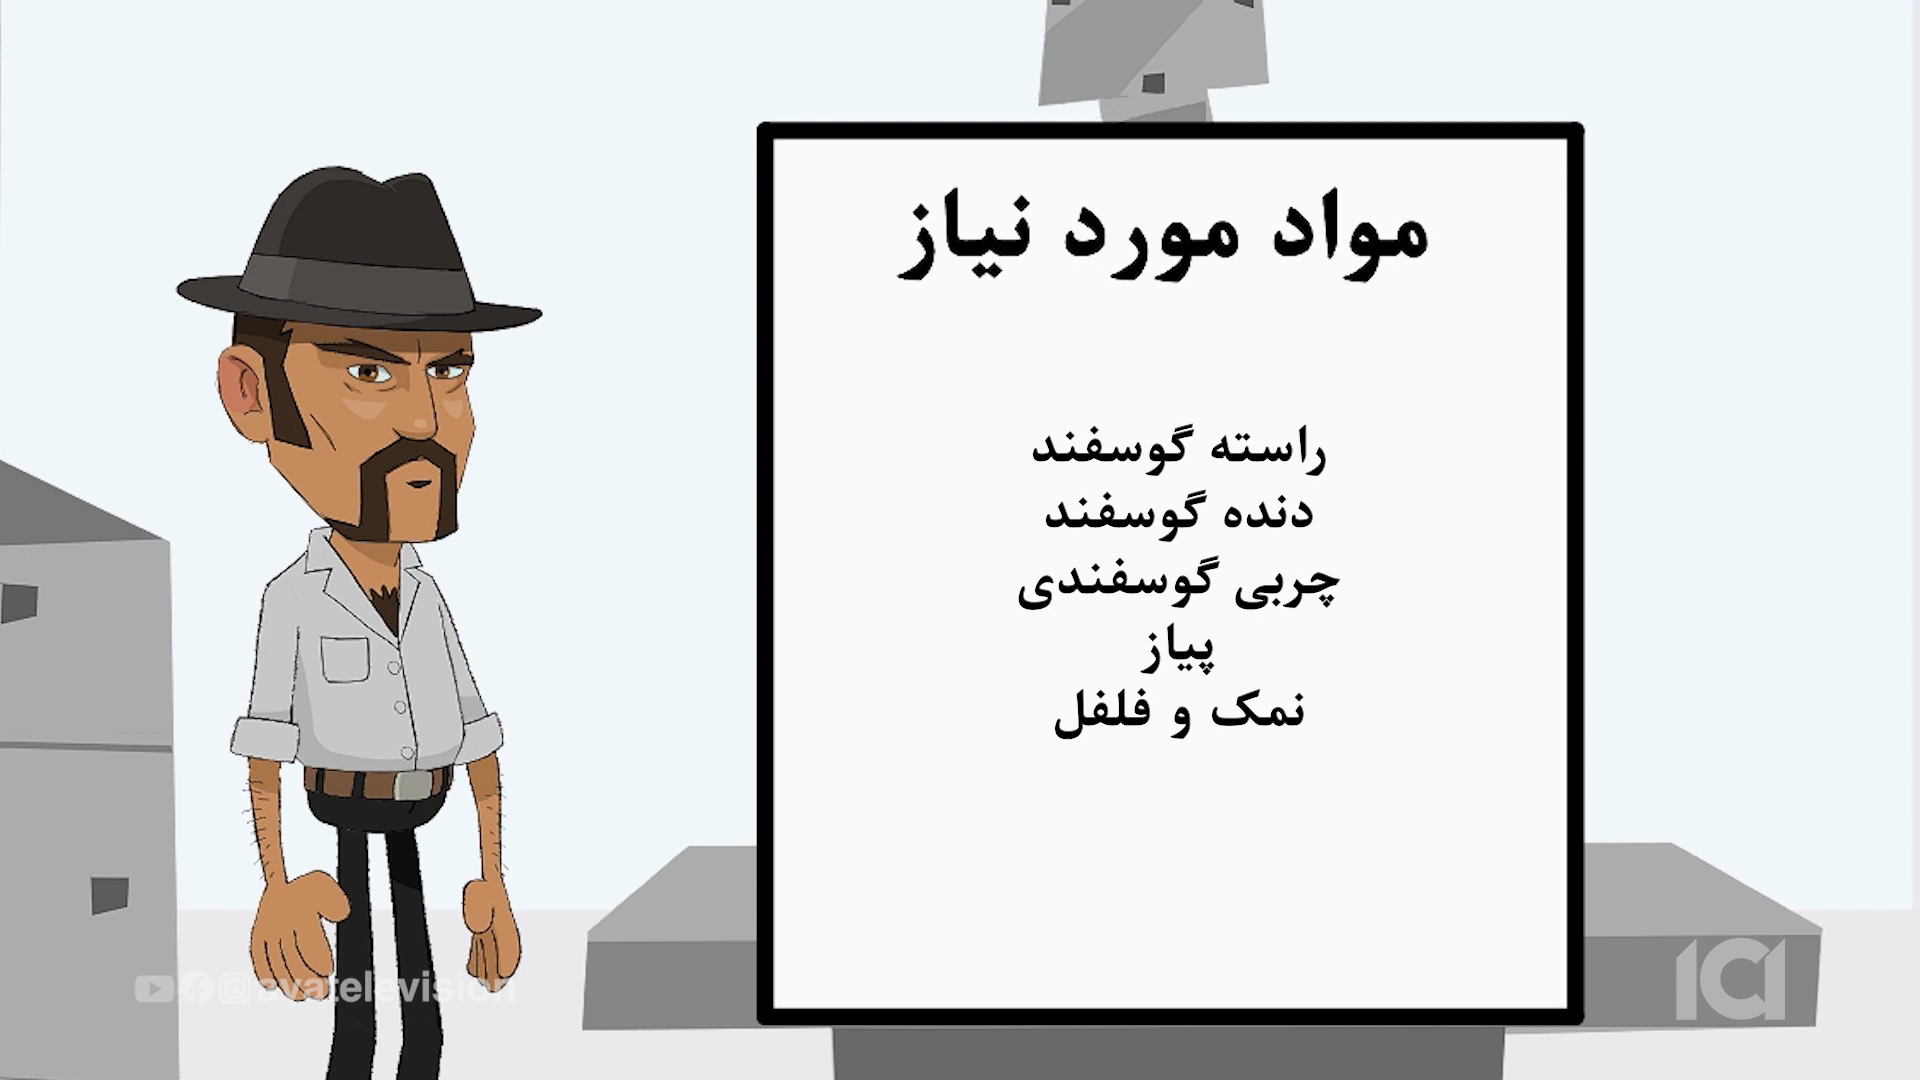 مواد مورد نیاز
راسته گوسفند
دنده گوسفند
چربی گوسفندی
پیاز
نمک و فلفل
avatelevision